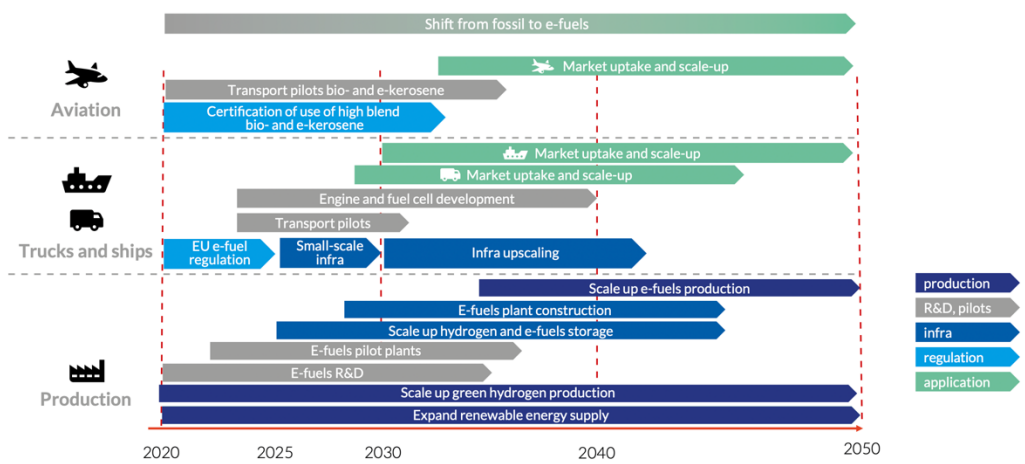 Shift from fossil to e-fuels
Aviation
Market uptake and scale-up
Transport pilots bio- and e-kerosene
Certification of use of high blend
bio- and e-kerosene
Trucks and ships
Market uptake and scale-up
Market uptake and scale-up
Engine and fuel cell development
Transport pilots
EU e-fuel
regulation
Small-scale
infra
Infra upscaling
Production
Scale up e-fuels production
E-fuels plant construction
Scale up hydrogen and e-fuels storage
E-fuels pilot plants
E-fuels R&D
Scale up green hydrogen production
Expand renewable energy supply
production
R&D, pilots
infra
regulation
application
2020
2025
2030
2040
2050